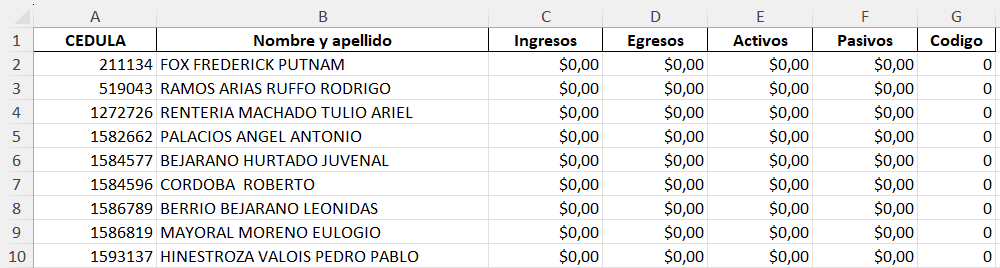 A B C D E F G
1 CEDULA Nombre y apellido Ingresos Egresos Activos Pasivos Codigo
2 211134 FOX FREDERICK PUTNAM $0,00 $0,00 $0,00 $0,00 0
3 519043 RAMOS ARIAS RUFFO RODRIGO $0,00 $0,00 $0,00 $0,00 0
4 1272726 RENTERIA MACHADO TULIO ARIEL $0,00 $0,00 $0,00 $0,00 0
5 1582662 PALACIOS ANGEL ANTONIO $0,00 $0,00 $0,00 $0,00 0
6 1584577 BEJARANO HURTADO JUVENAL $0,00 $0,00 $0,00 $0,00 0
7 1584596 CORDOBA  ROBERTO $0,00 $0,00 $0,00 $0,00 0
8 1586789 BERRIO BEJARANO LEONIDAS $0,00 $0,00 $0,00 $0,00 0
9 1586819 MAYORAL MORENO EULOGIO $0,00 $0,00 $0,00 $0,00 0
10 1593137 HINESTROZA VALOIS PEDRO PABLO $0,00 $0,00 $0,00 $0,00 0